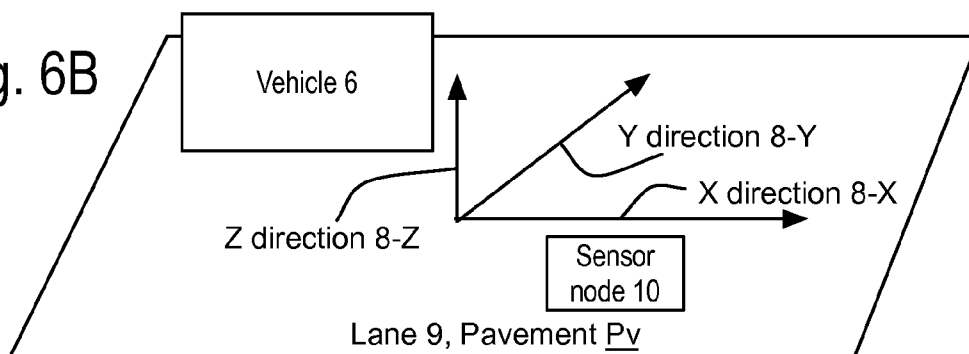 g. 6B
Vehicle 6
Y direction 8-Y
X direction 8-X
Z direction 8-Z
Sensor
node 10
Lane 9, Pavement Pv